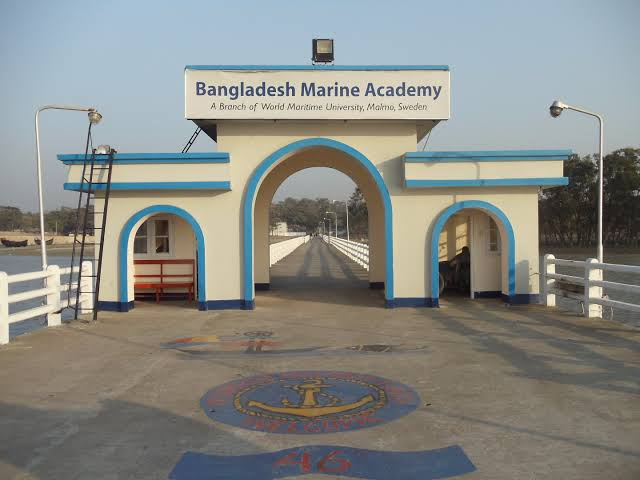 Bangladesh Marine Academy
A Branch of World Maritime University, Malmo, Sweden
WELCOME
46